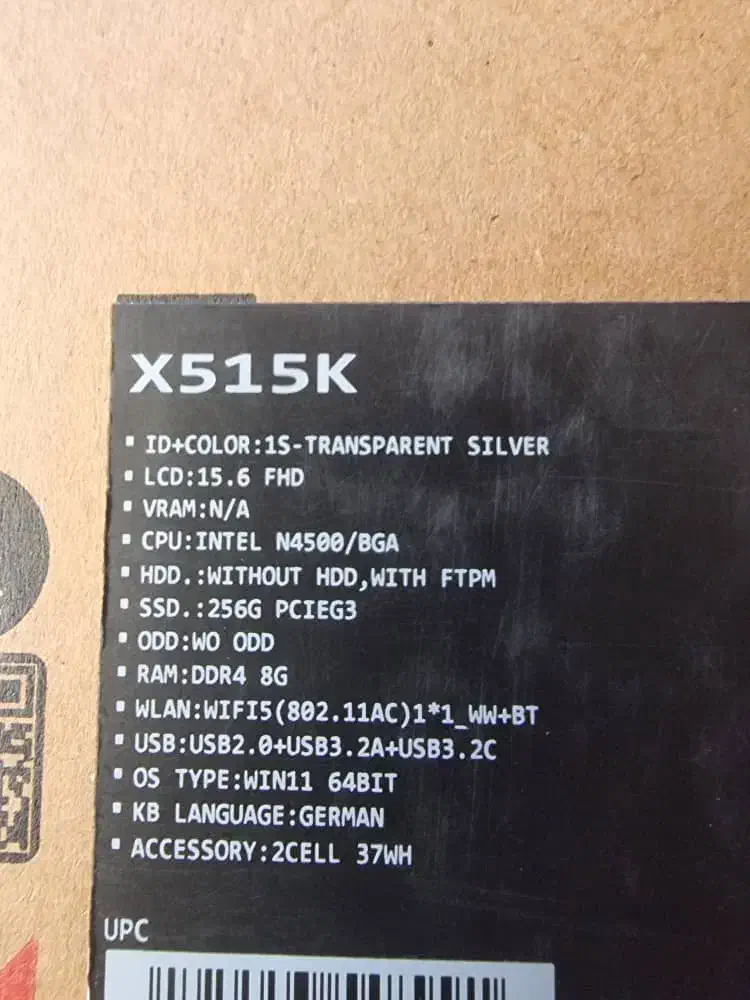 X515K
▪ ID+COLOR:1S-TRANSPARENT SILVER
▪ LCD:15.6 FHD
▪ VRAM:N/A
▪ CPU:INTEL N4500/BGA
▪ HDD.:WITHOUT HDD,WITH FTPM
▪ SSD.:256G PCIEG3
▪ ODD:WO ODD
▪ RAM:DDR4 8G
▪ WLAN:WIFI5(802.11AC)1*1_WW+BT
▪ USB:USB2.0+USB3.2A+USB3.2C
▪ OS TYPE:WIN11 64BIT
▪ KB LANGUAGE:GERMAN
▪ ACCESSORY:2CELL 37WH
UPC